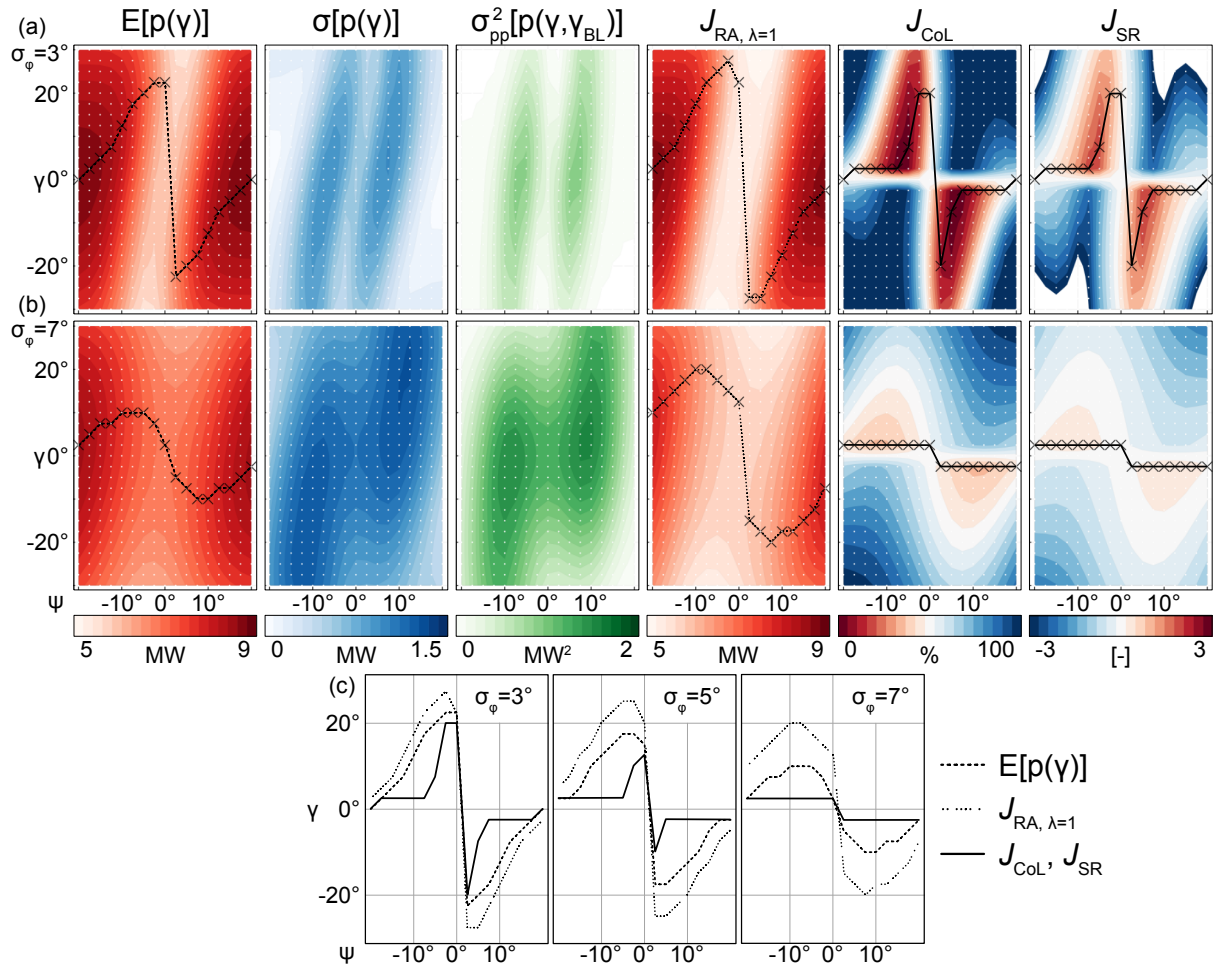 (a) E[p(γ)] σ[p(γ)] σ²pp[p(γ,γBL)] JRA, λ=1 JCoL JSR
σφ=3°
20°
γ0°
-20°
(b)
σφ=7°
20°
γ0°
-20°
ψ -10° 0° 10° -10° 0° 10° -10° 0° 10° -10° 0° 10° -10° 0° 10° -10° 0° 10°
5 MW 9 0 MW 1.5 0 MW² 2 5 MW 9 0 % 100 -3 [-] 3
(c) σφ=3° σφ=5° σφ=7°
20°
γ 0°
-20°
ψ -10° 0° 10° -10° 0° 10° -10° 0° 10°
E[p(γ)]
JRA, λ=1
JCoL, JSR